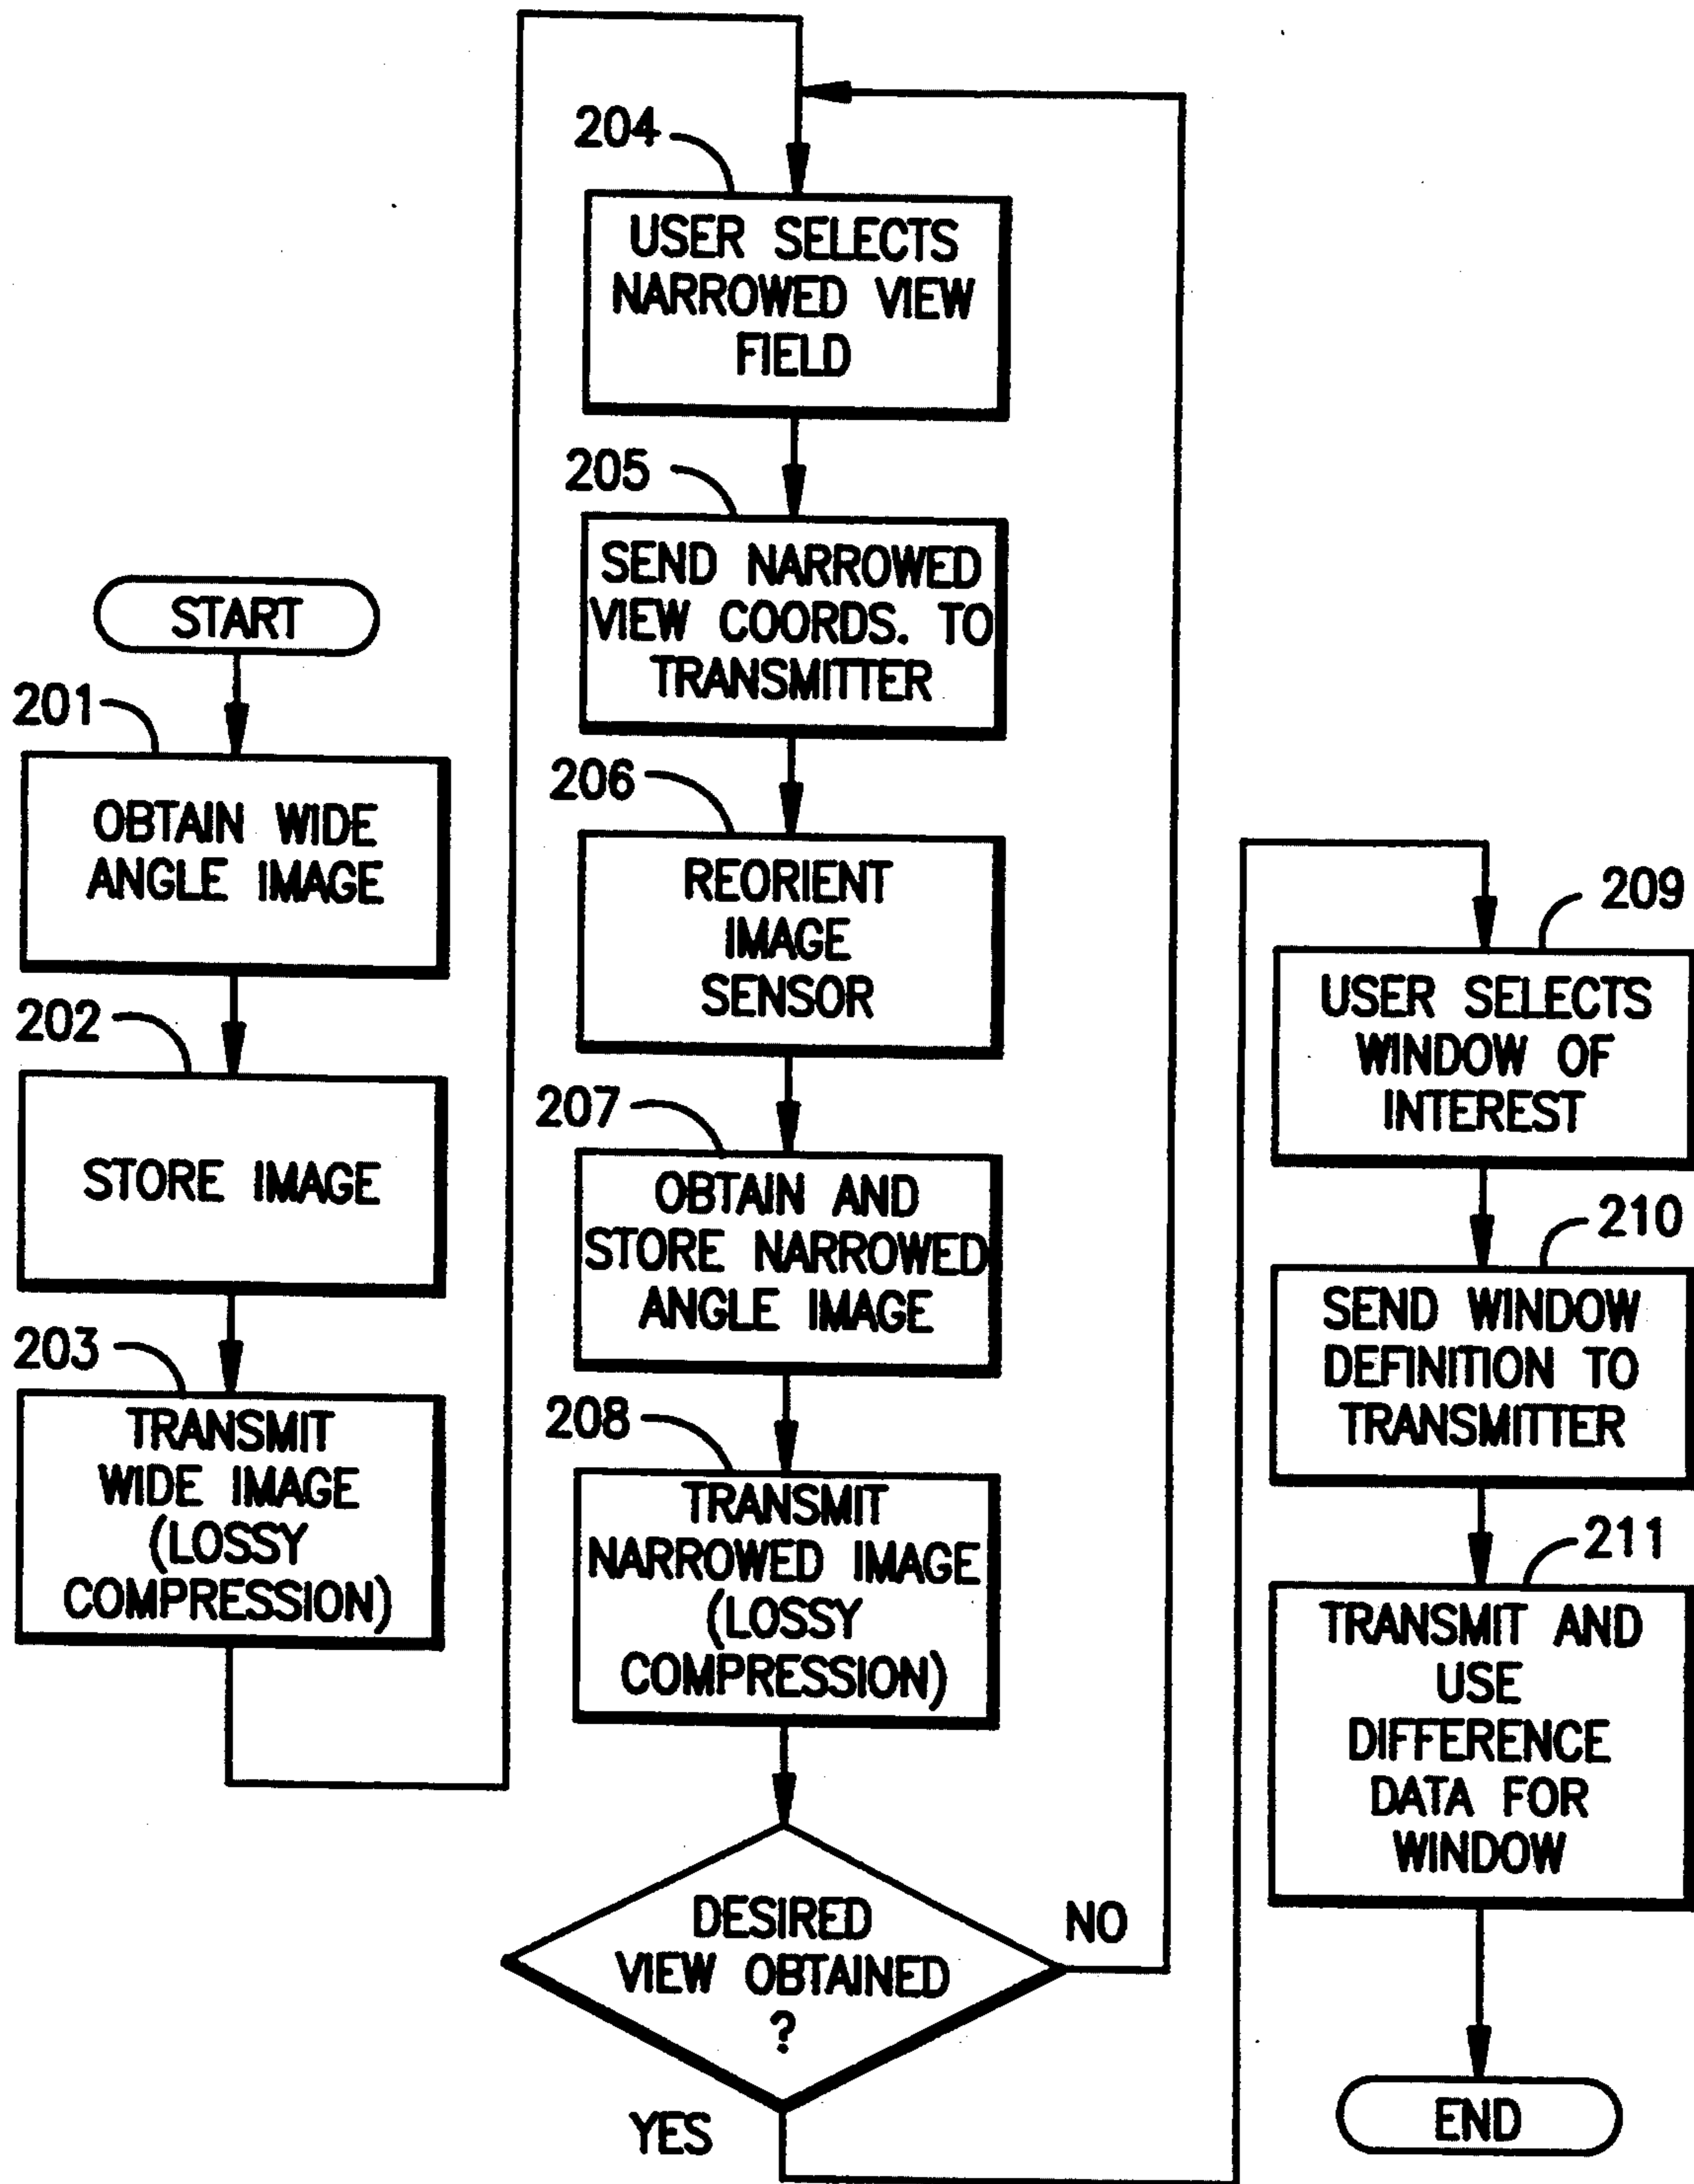 START
201
OBTAIN WIDE
ANGLE IMAGE
202
STORE IMAGE
203
TRANSMIT
WIDE IMAGE
(LOSSY
COMPRESSION)
204
USER SELECTS
NARROWED VIEW
FIELD
205
SEND NARROWED
VIEW COORDS. TO
TRANSMITTER
206
REORIENT
IMAGE
SENSOR
207
OBTAIN AND
STORE NARROWED
ANGLE IMAGE
208
TRANSMIT
NARROWED IMAGE
(LOSSY
COMPRESSION)
DESIRED
VIEW OBTAINED
?
NO
YES
209
USER SELECTS
WINDOW OF
INTEREST
210
SEND WINDOW
DEFINITION TO
TRANSMITTER
211
TRANSMIT AND
USE
DIFFERENCE
DATA FOR
WINDOW
END